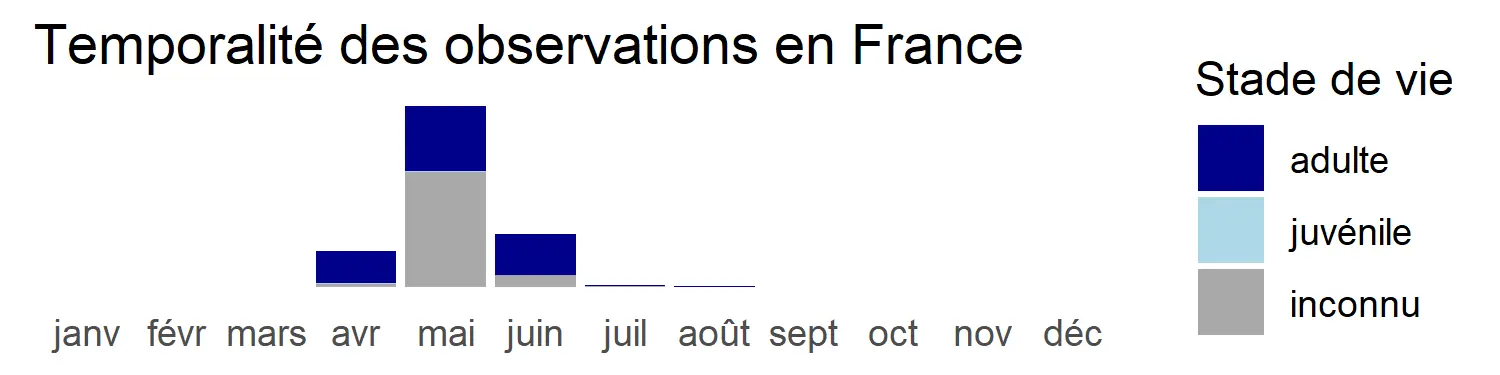 Temporalité des observations en France
Stade de vie
adulte
juvénile
inconnu
janv févr mars avr mai juin juil août sept oct nov déc